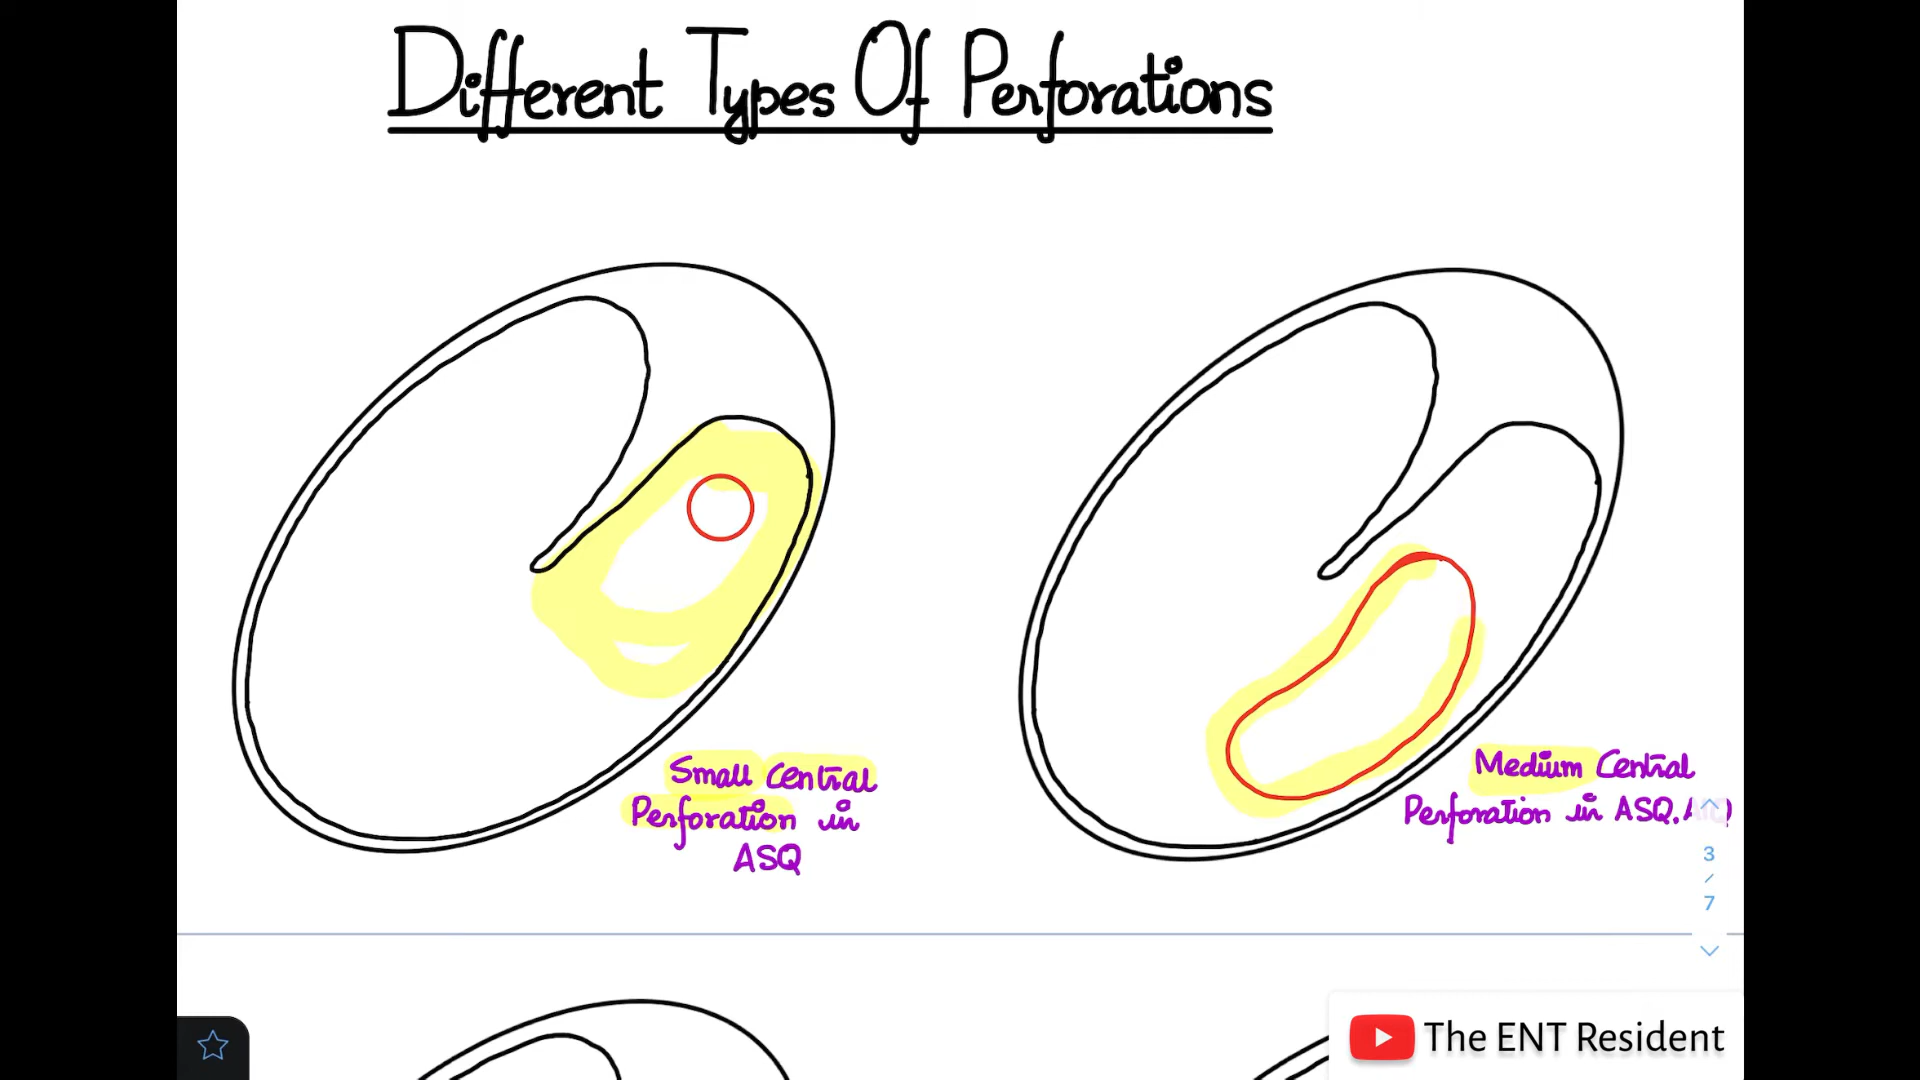 Different Types Of Perforations
Small Central
Perforation in
ASQ
Medium Central
Perforation in ASQ.
3
/
7
The ENT Resident